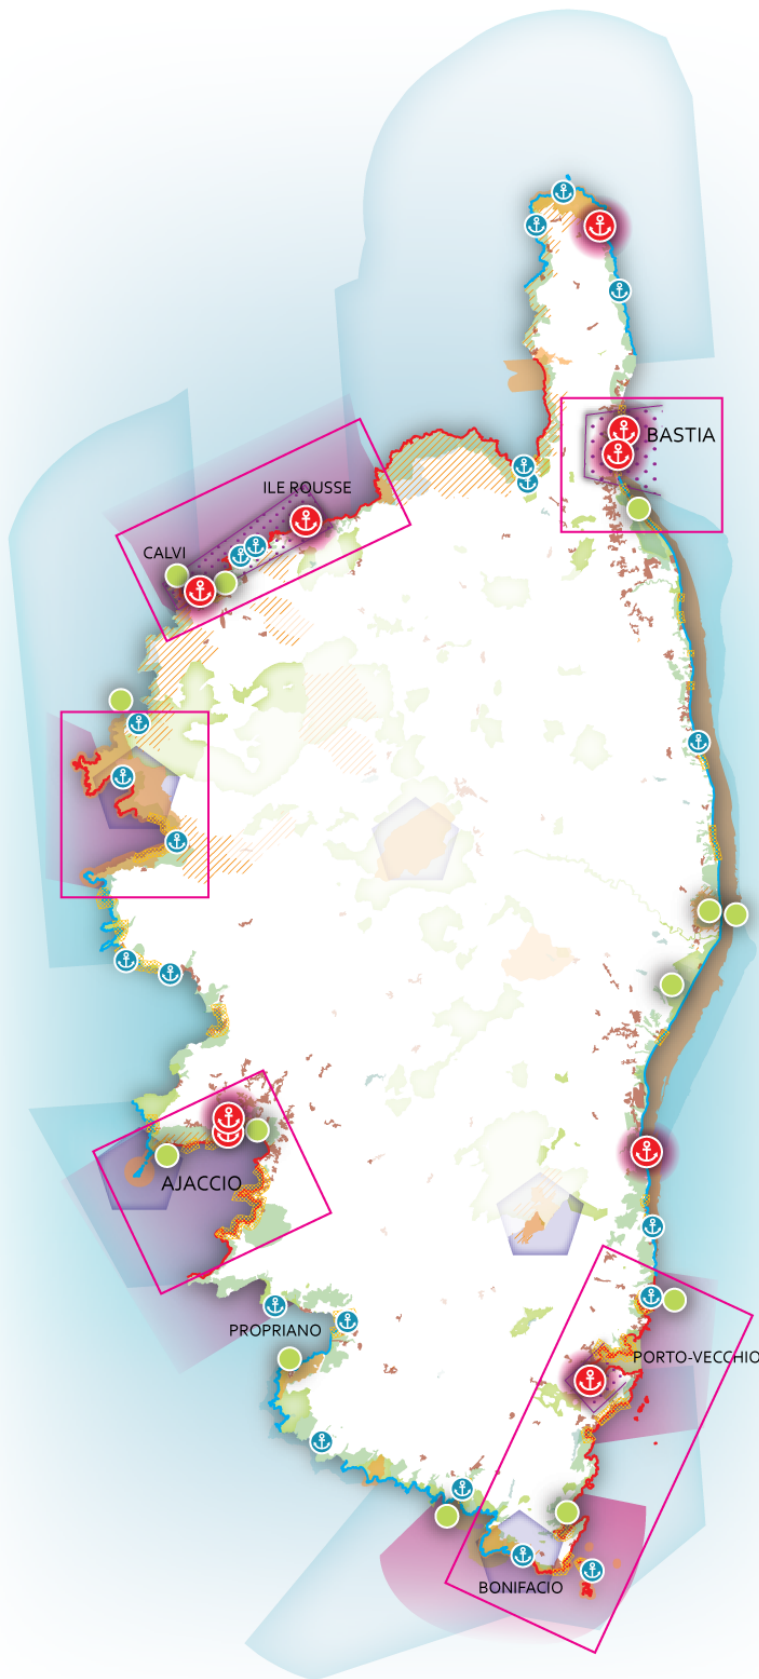 BASTIA
ILE ROUSSE
CALVI
AJACCIO
PROPRIANO
PORTO-VECCHIO
BONIFACIO